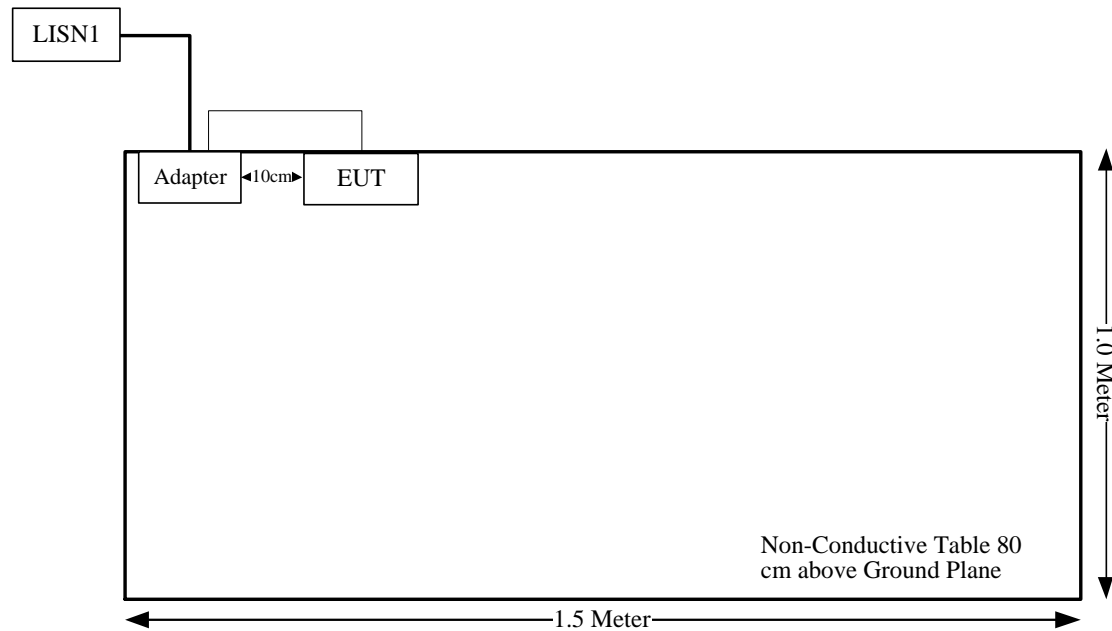 LISN1
Adapter
10cm
EUT
1.0 Meter
Non-Conductive Table 80
cm above Ground Plane
1.5 Meter